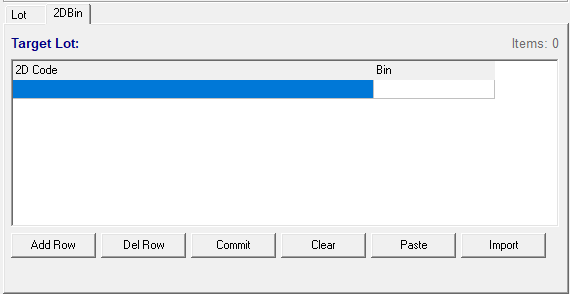 Lot 2DBin
Target Lot: Items: 0
2D Code Bin
Add Row Del Row Commit Clear Paste Import